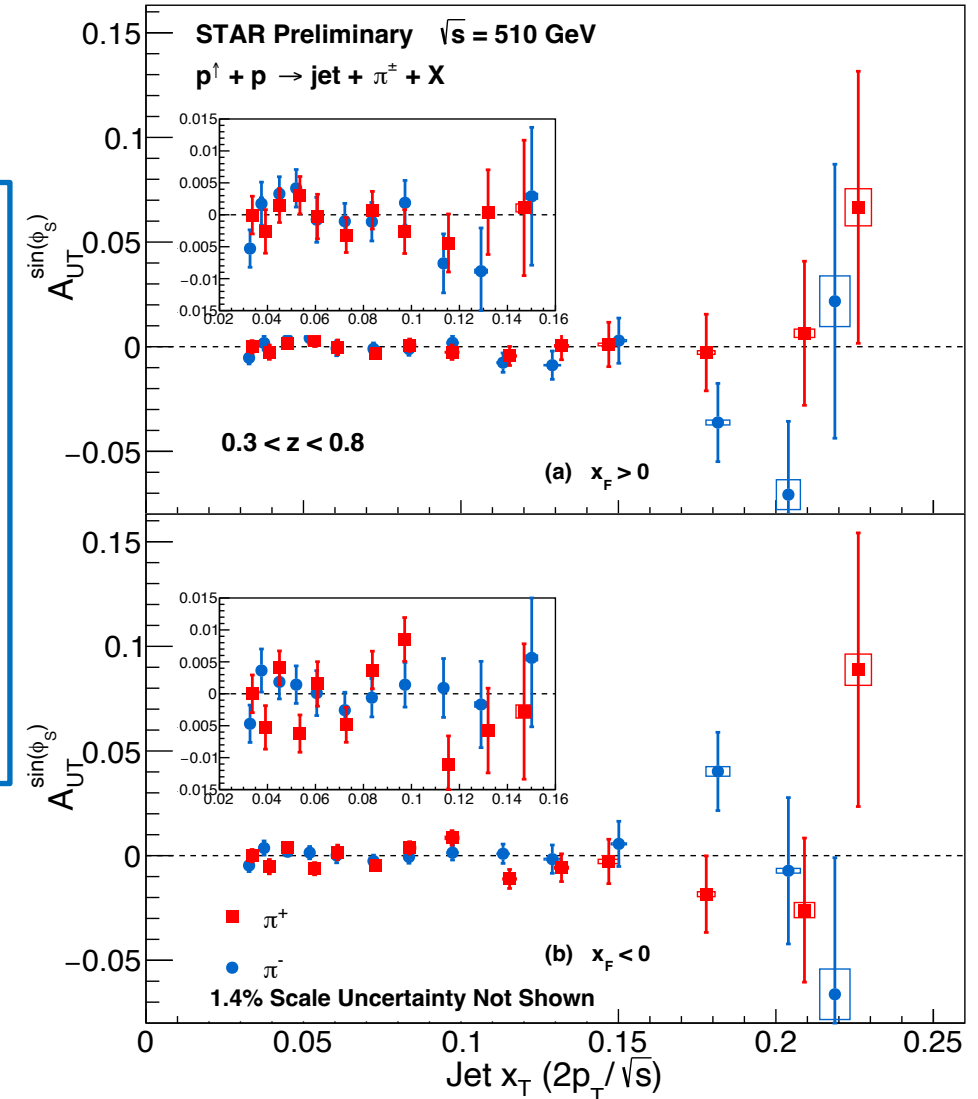 STAR Preliminary √s = 510 GeV
p↑ + p → jet + π± + X
0.015
0.01
0.005
0
−0.005
−0.01
0.015
0.02 0.04 0.06 0.08 0.1 0.12 0.14 0.16
0.15
0.1
0.05
0
−0.05
A_UT^sin(φ_S)
0.3 < z < 0.8
(a) x_F > 0
0.015
0.01
0.005
0
−0.005
−0.01
0.015
0.02 0.04 0.06 0.08 0.1 0.12 0.14 0.16
0.15
0.1
0.05
0
−0.05
A_UT^sin(φ_S)
π+
π-
(b) x_F < 0
1.4% Scale Uncertainty Not Shown
0 0.05 0.1 0.15 0.2 0.25
Jet x_T (2p_T/√s)